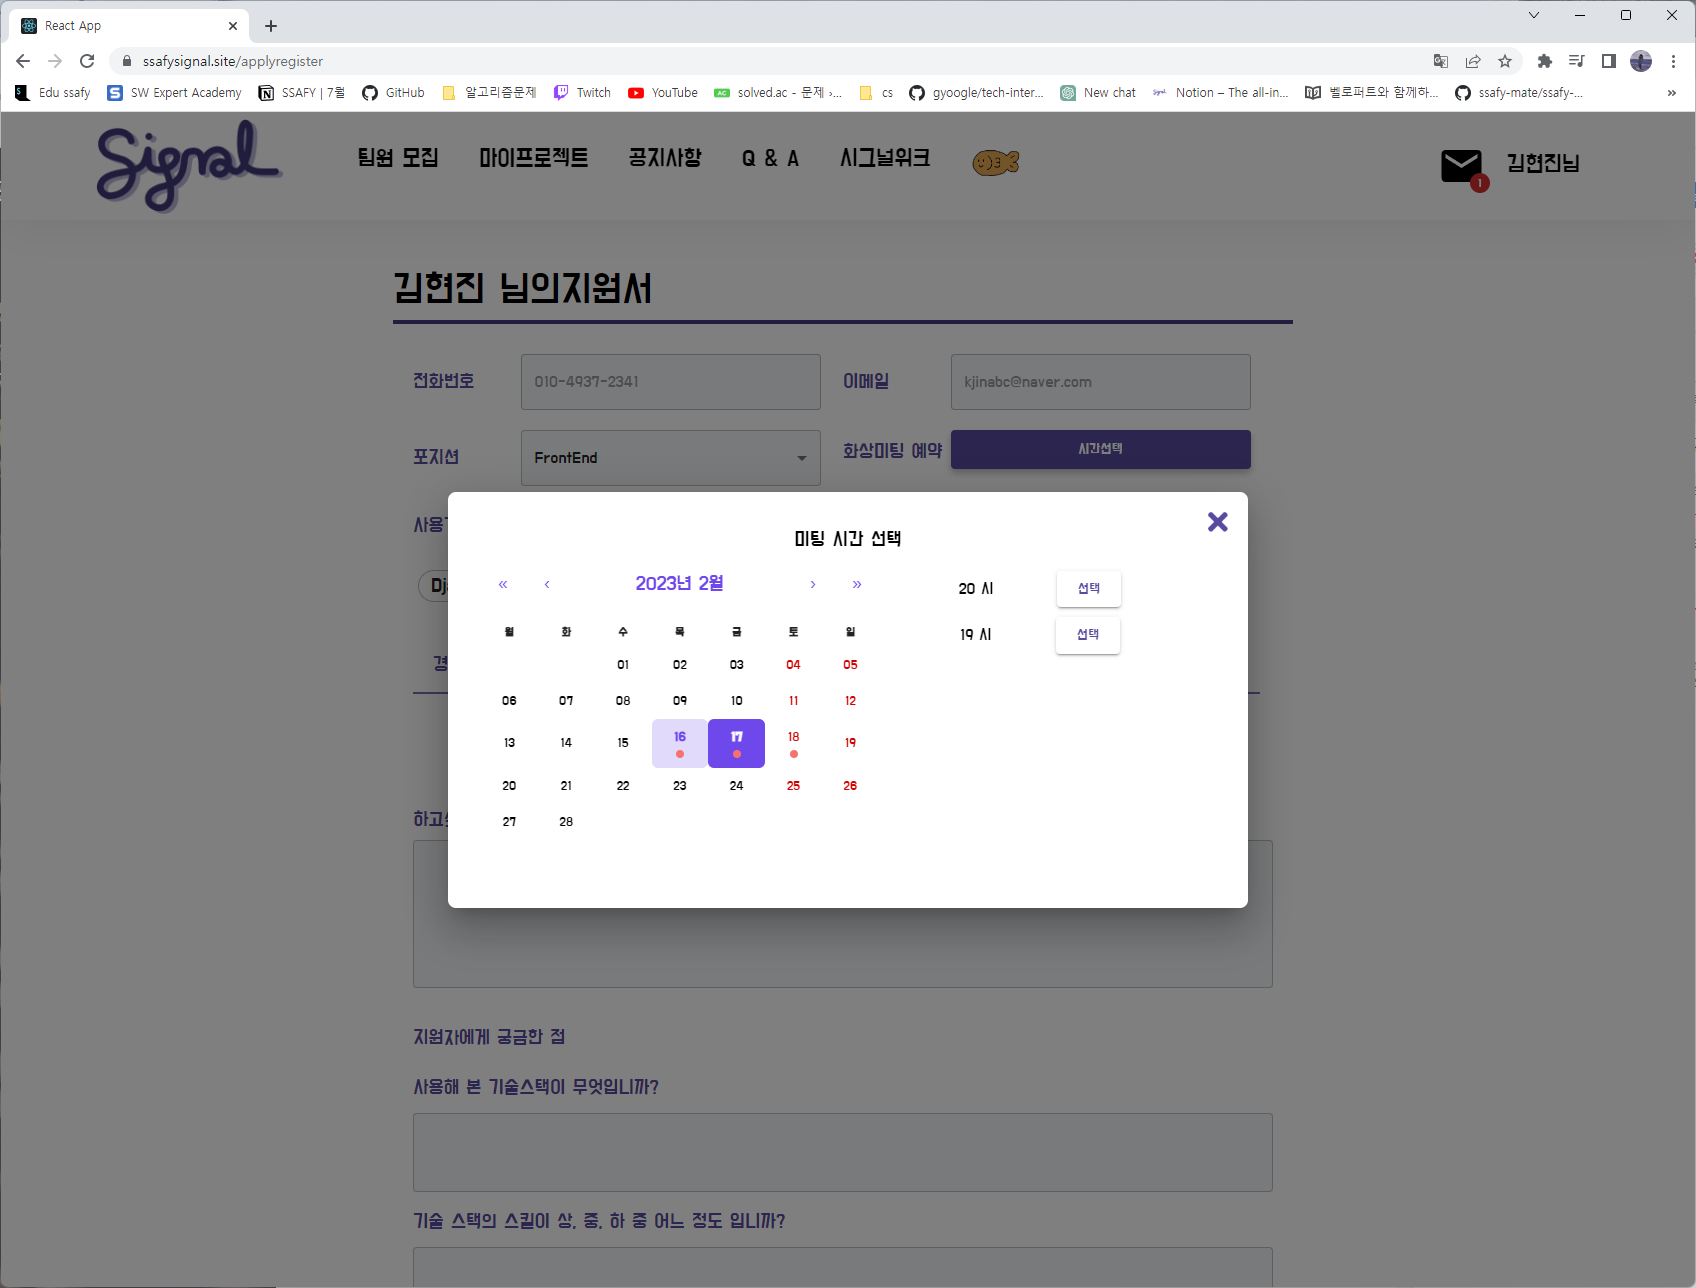 React App
ssafysignal.site/applyregister
Edu ssafy
SW Expert Academy
SSAFY | 7월
GitHub
알고리즘문제
Twitch
YouTube
solved.ac - 문제 ›...
cs
gyoogle/tech-inter...
New chat
Notion – The all-in...
벨로퍼트와 함께하...
ssafy-mate/ssafy-...
Signal
팀원 모집
마이프로젝트
공지사항
Q & A
시그널위크
1
김현진님
김현진 님의지원서
전화번호
010-4937-2341
이메일
kjinabc@naver.com
포지션
FrontEnd
화상미팅 예약
시간선택
사용
Dj
미팅 시간 선택
« ‹ 2023년 2월 › »
월 화 수 목 금 토 일
01 02 03 04 05
06 07 08 09 10 11 12
13 14 15 16 17 18 19
20 21 22 23 24 25 26
27 28
20 시 선택
19 시 선택
경
하고
지원자에게 궁금한 점
사용해 본 기술스택이 무엇입니까?
기술 스택의 스킬이 상, 중, 하 중 어느 정도 입니까?